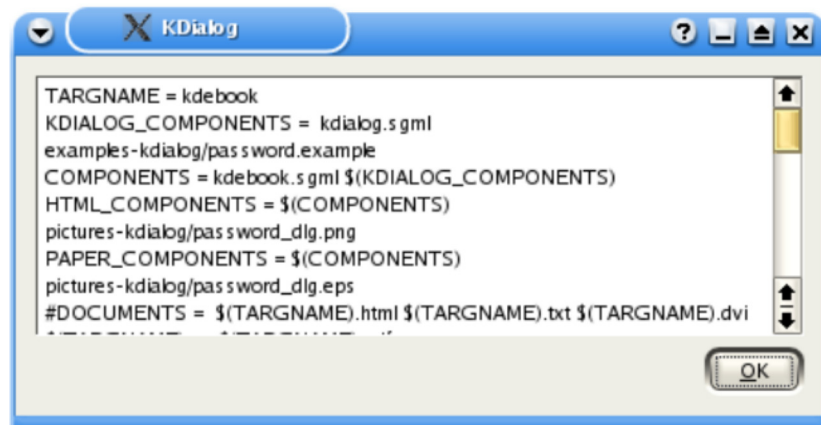 KDialog
TARGNAME = kdebook
KDIALOG_COMPONENTS =  kdialog.sgml
examples-kdialog/password.example
COMPONENTS = kdebook.sgml $(KDIALOG_COMPONENTS)
HTML_COMPONENTS = $(COMPONENTS)
pictures-kdialog/password_dlg.png
PAPER_COMPONENTS = $(COMPONENTS)
pictures-kdialog/password_dlg.eps
#DOCUMENTS =  $(TARGNAME).html $(TARGNAME).txt $(TARGNAME).dvi
OK